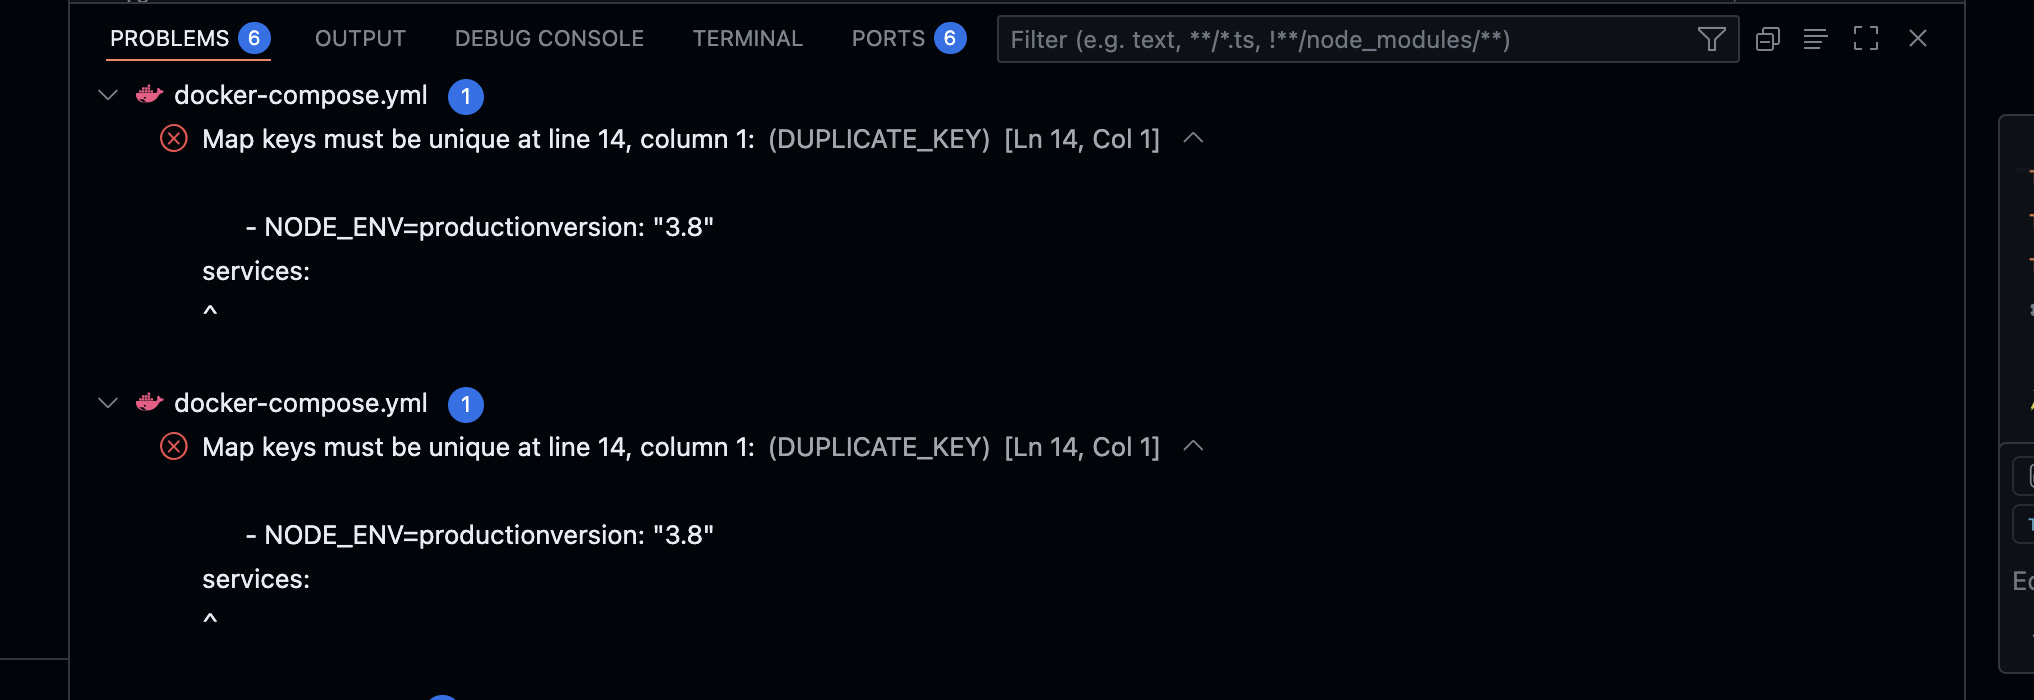 PROBLEMS 6 OUTPUT DEBUG CONSOLE TERMINAL PORTS 6 Filter (e.g. text, **/*.ts, !**/node_modules/**)
docker-compose.yml 1
Map keys must be unique at line 14, column 1: (DUPLICATE_KEY) [Ln 14, Col 1]
- NODE_ENV=productionversion: "3.8"
services:
^
docker-compose.yml 1
Map keys must be unique at line 14, column 1: (DUPLICATE_KEY) [Ln 14, Col 1]
- NODE_ENV=productionversion: "3.8"
services:
^